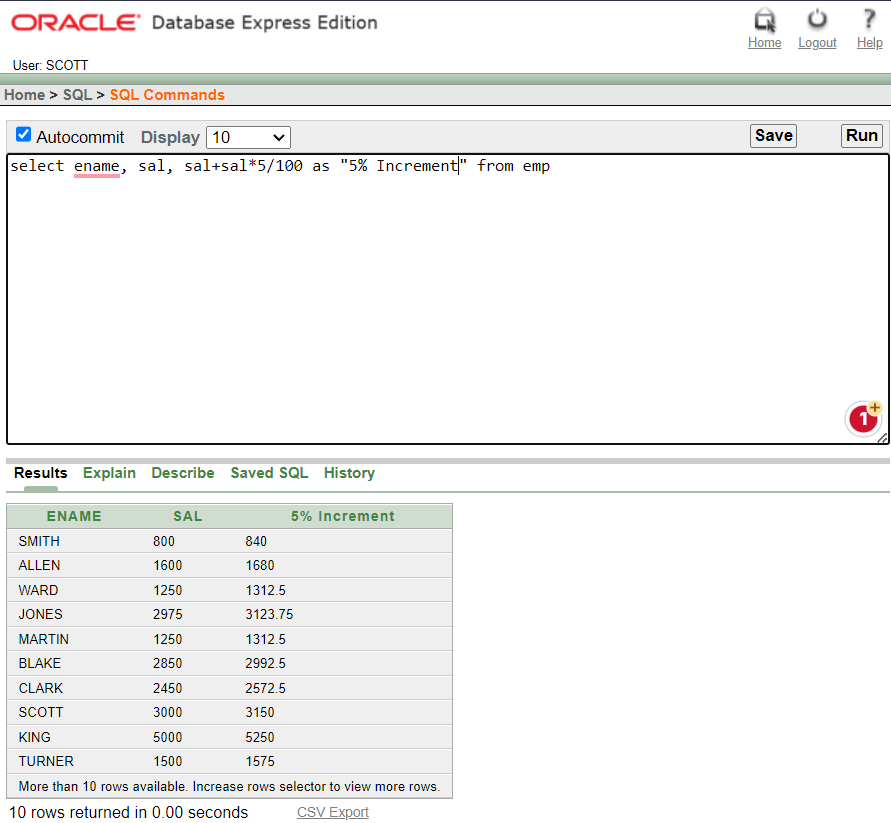 ORACLE® Database Express Edition
Home Logout Help
User: SCOTT
Home > SQL > SQL Commands
Autocommit Display 10 Save Run
select ename, sal, sal+sal*5/100 as "5% Increment" from emp
1+
Results Explain Describe Saved SQL History
ENAME SAL 5% Increment
SMITH 800 840
ALLEN 1600 1680
WARD 1250 1312.5
JONES 2975 3123.75
MARTIN 1250 1312.5
BLAKE 2850 2992.5
CLARK 2450 2572.5
SCOTT 3000 3150
KING 5000 5250
TURNER 1500 1575
More than 10 rows available. Increase rows selector to view more rows.
10 rows returned in 0.00 seconds CSV Export